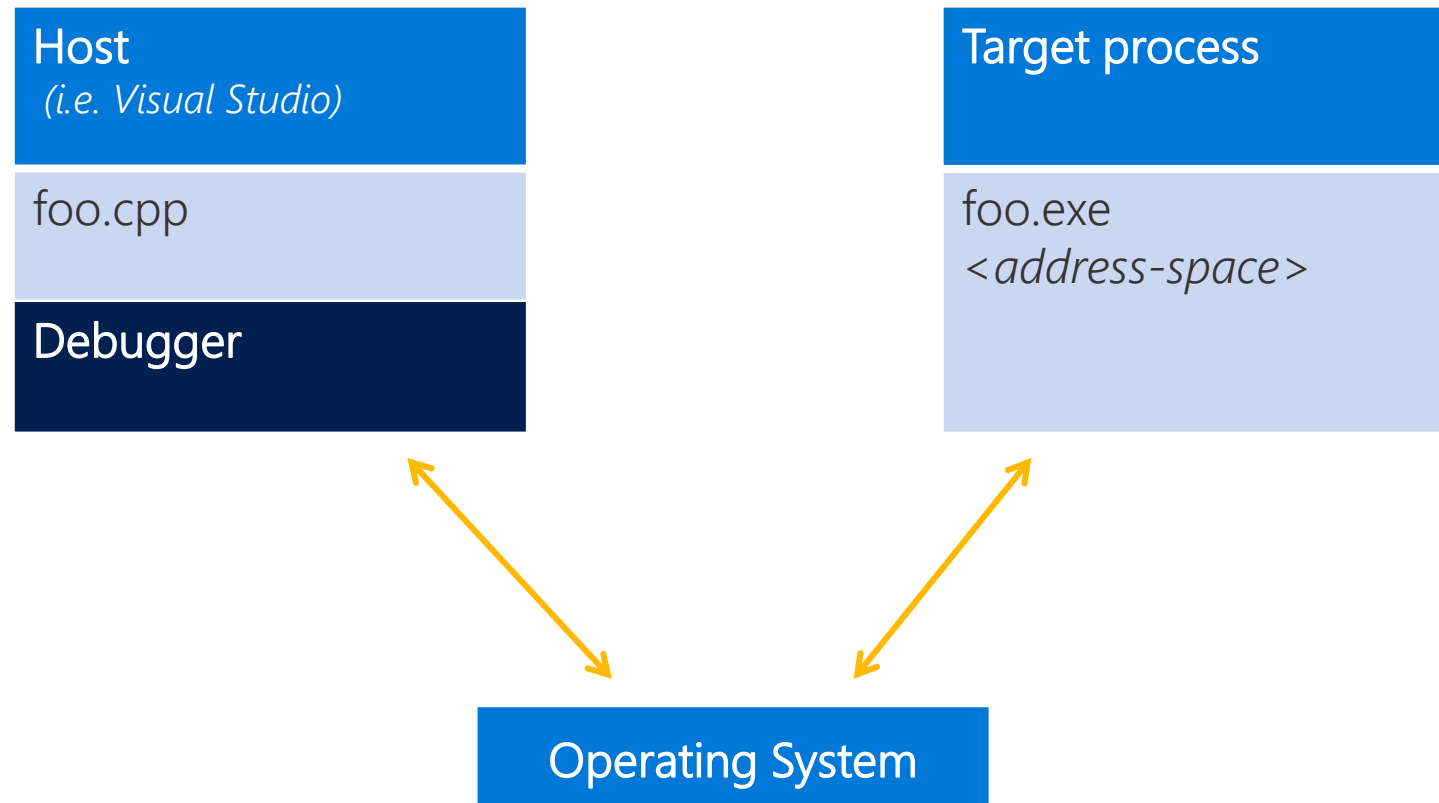 Host
(i.e. Visual Studio)
foo.cpp
Debugger
Target process
foo.exe
<address-space>
Operating System